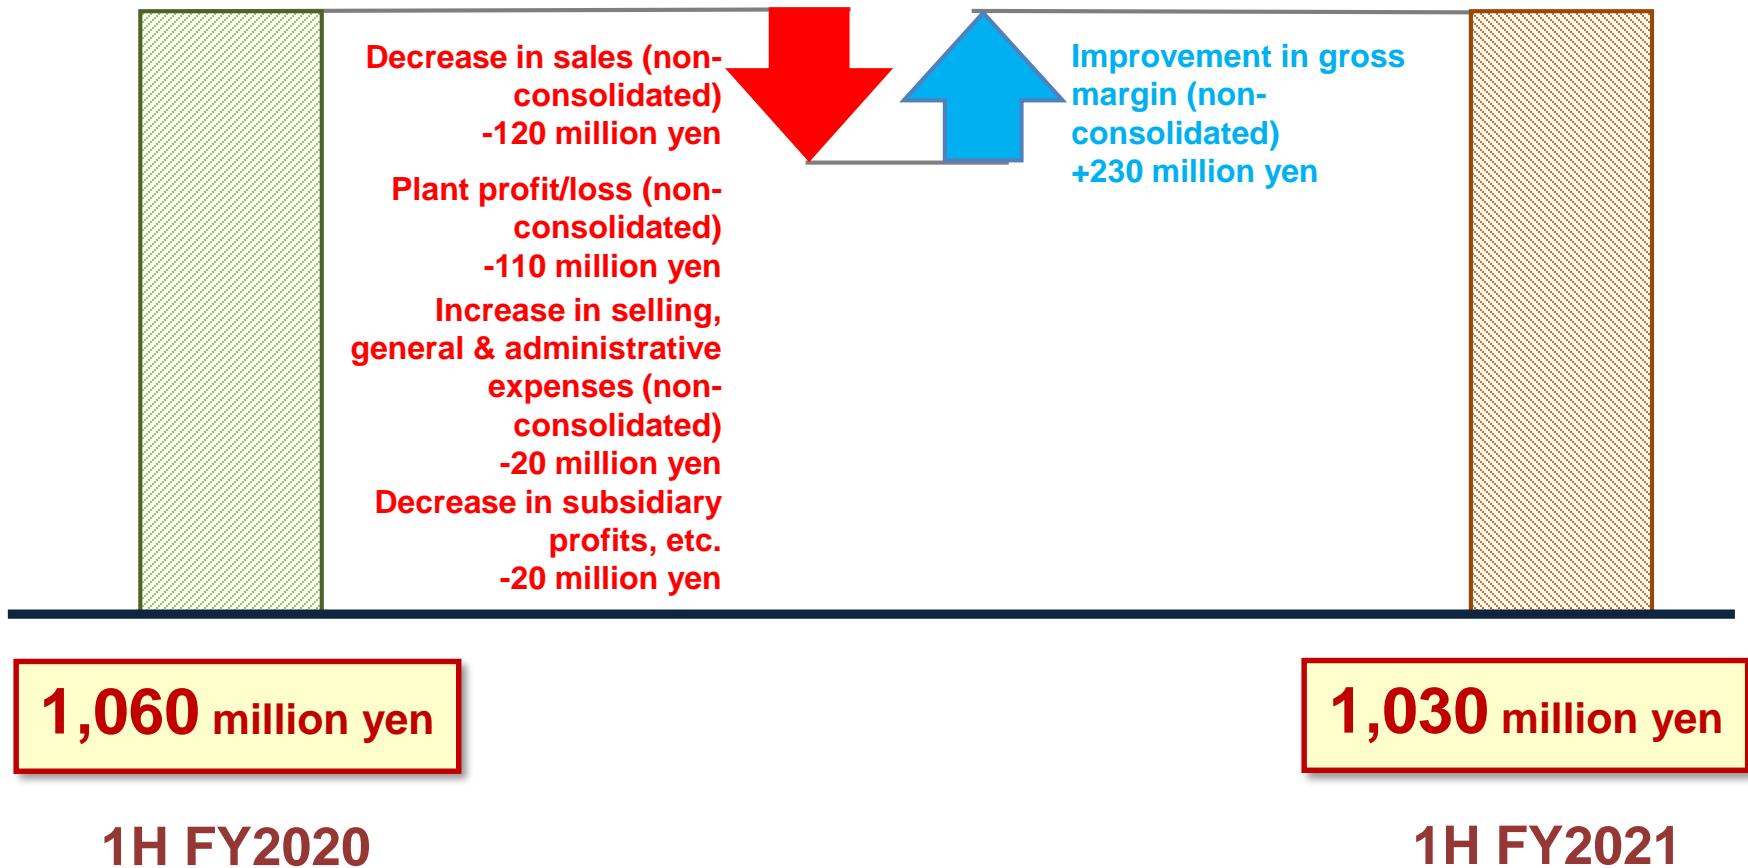 Decrease in sales (non-
consolidated)
-120 million yen
Plant profit/loss (non-
consolidated)
-110 million yen
Increase in selling,
general & administrative
expenses (non-
consolidated)
-20 million yen
Decrease in subsidiary
profits, etc.
-20 million yen
Improvement in gross
margin (non-
consolidated)
+230 million yen
1,060 million yen
1,030 million yen
1H FY2020
1H FY2021